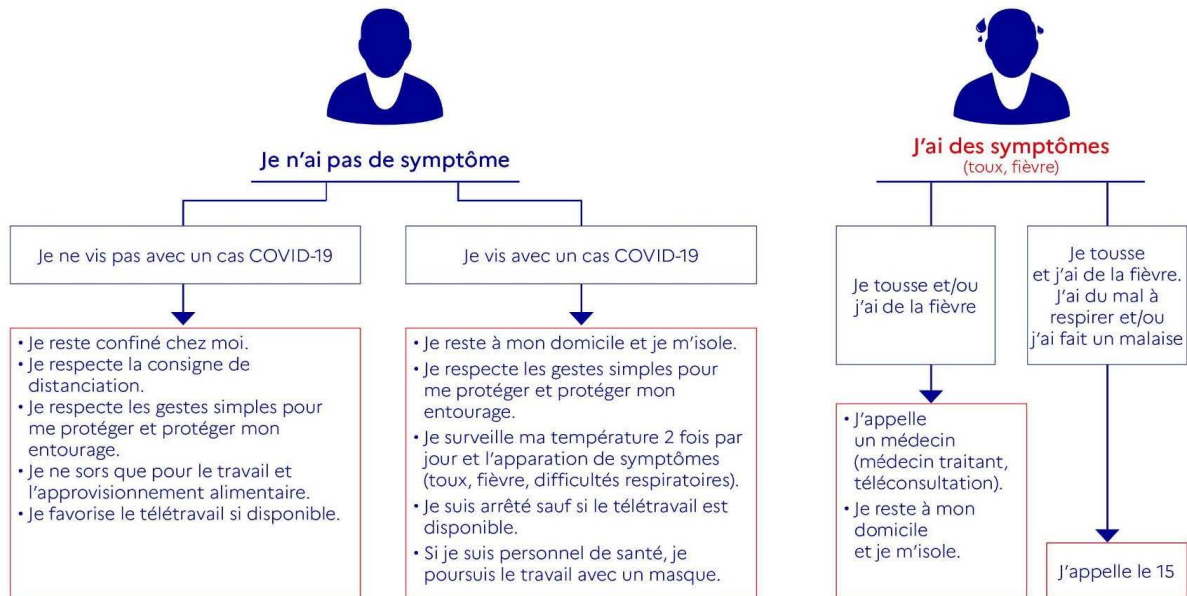 Je n'ai pas de symptôme
Je ne vis pas avec un cas COVID-19
• Je reste confiné chez moi.
• Je respecte la consigne de
distanciation.
• Je respecte les gestes simples pour
me protéger et protéger mon
entourage.
• Je ne sors que pour le travail et
l'approvisionnement alimentaire.
• Je favorise le télétravail si disponible.
Je vis avec un cas COVID-19
• Je reste à mon domicile et je m'isole.
• Je respecte les gestes simples pour
me protéger et protéger mon
entourage.
• Je surveille ma température 2 fois par
jour et l'apparation de symptômes
(toux, fièvre, difficultés respiratoires).
• Je suis arrêté sauf si le télétravail est
disponible.
• Si je suis personnel de santé, je
poursuis le travail avec un masque.
J'ai des symptômes
(toux, fièvre)
Je tousse et/ou
j'ai de la fièvre
• J'appelle
un médecin
(médecin traitant,
téléconsultation).
• Je reste à mon
domicile
et je m'isole.
Je tousse
et j'ai de la fièvre.
J'ai du mal à
respirer et/ou
j'ai fait un malaise
J'appelle le 15